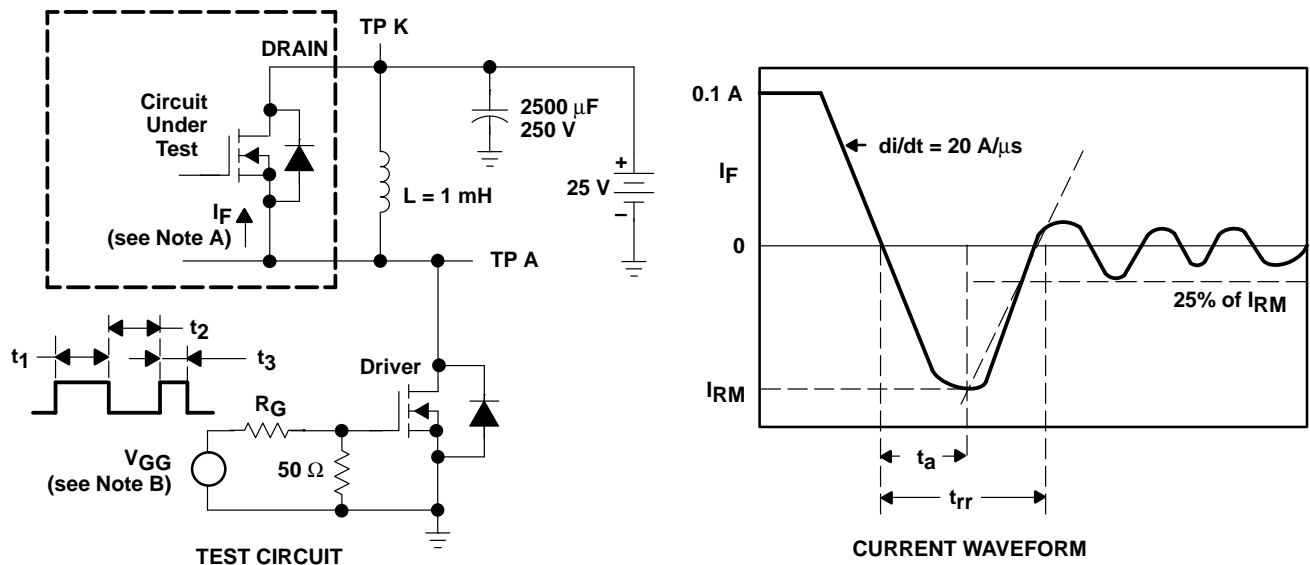 TP K
DRAIN
Circuit
Under
Test
2500 μF
250 V
+
25 V
−
L = 1 mH
IF
(see Note A)
TP A
t2
t1
t3
Driver
RG
VGG
(see Note B)
50 Ω
TEST CIRCUIT
0.1 A
di/dt = 20 A/μs
IF
0
25% of IRM
IRM
ta
trr
CURRENT WAVEFORM